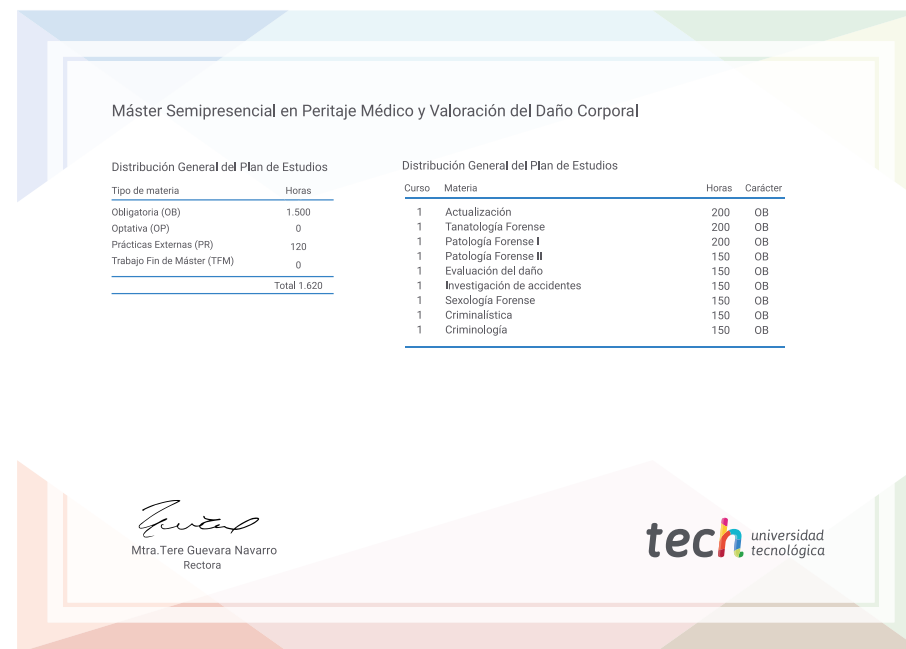 Máster Semipresencial en Peritaje Médico y Valoración del Daño Corporal
Distribución General del Plan de Estudios
Tipo de materia Horas
Obligatoria (OB) 1.500
Optativa (OP) 0
Prácticas Externas (PR) 120
Trabajo Fin de Máster (TFM) 0
Total 1.620
Distribución General del Plan de Estudios
Curso Materia Horas Carácter
1 Actualización 200 OB
1 Tanatología Forense 200 OB
1 Patología Forense I 200 OB
1 Patología Forense II 150 OB
1 Evaluación del daño 150 OB
1 Investigación de accidentes 150 OB
1 Sexología Forense 150 OB
1 Criminalística 150 OB
1 Criminología 150 OB
Mtra.Tere Guevara Navarro
Rectora
tech universidad
tecnológica